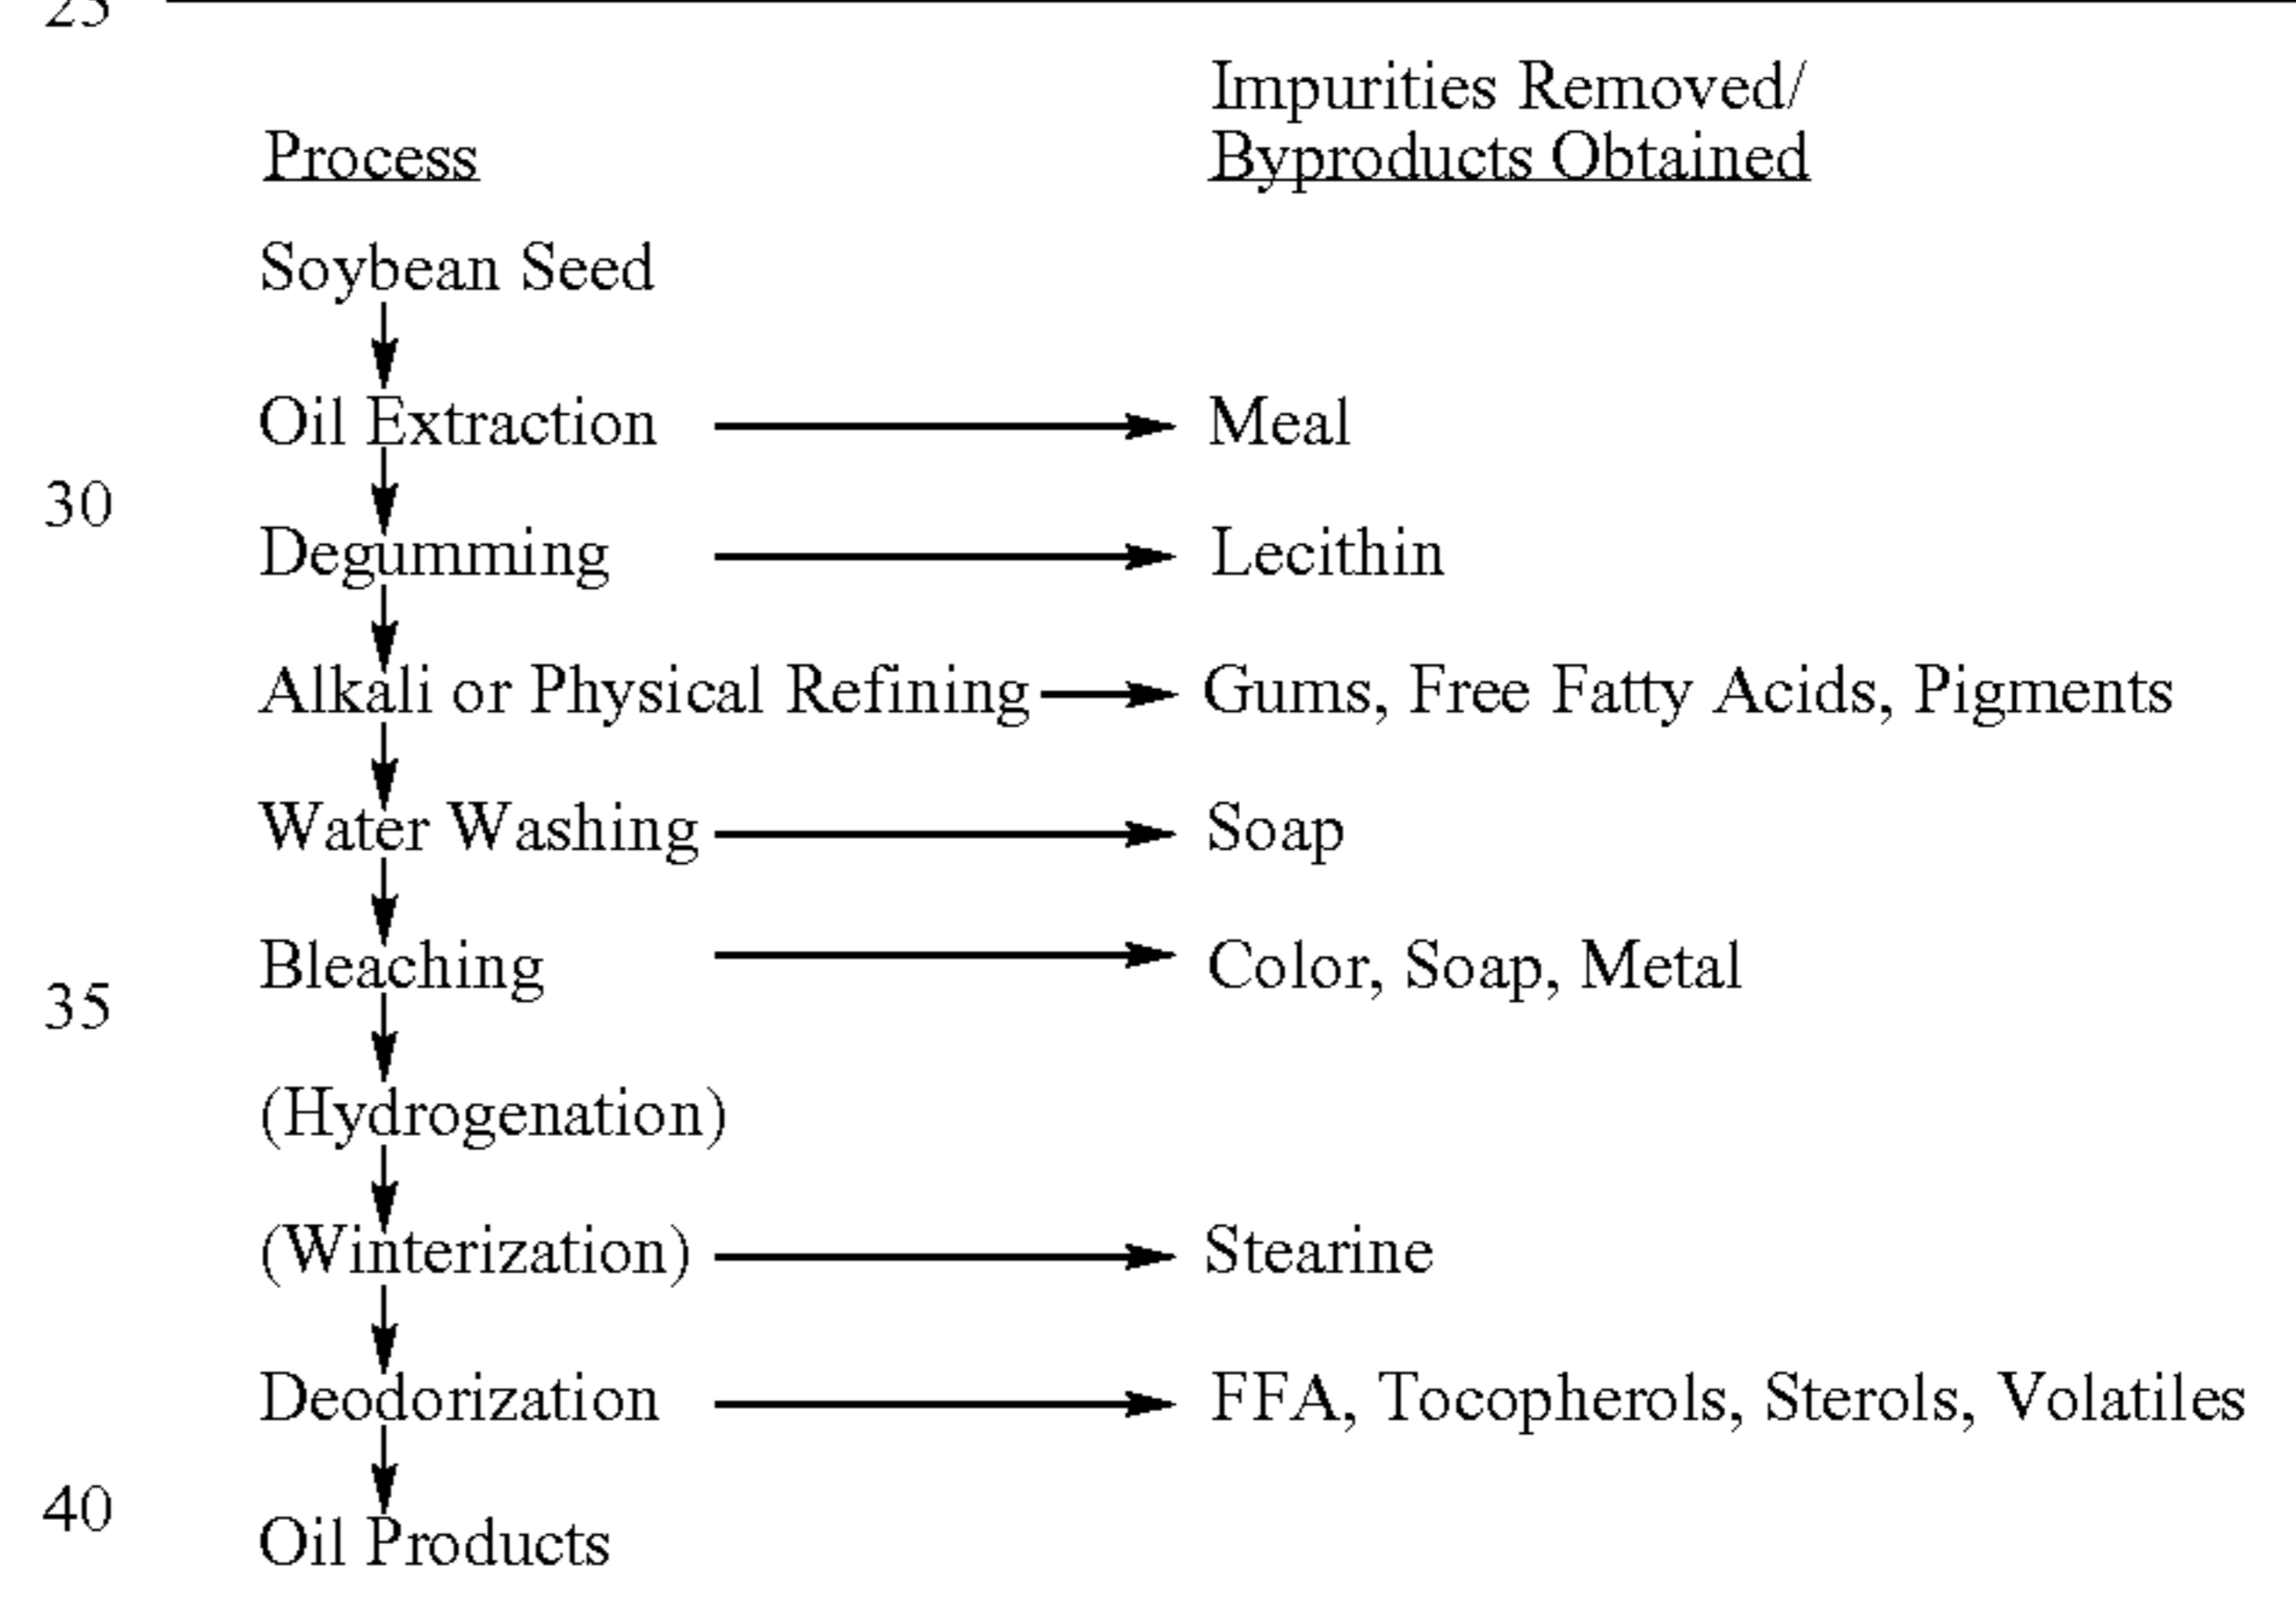 25
Impurities Removed/
Process Byproducts Obtained
Soybean Seed
Oil Extraction Meal
30
Degumming Lecithin
Alkali or Physical Refining Gums, Free Fatty Acids, Pigments
Water Washing Soap
Bleaching Color, Soap, Metal
35
(Hydrogenation)
(Winterization) Stearine
Deodorization FFA, Tocopherols, Sterols, Volatiles
40
Oil Products